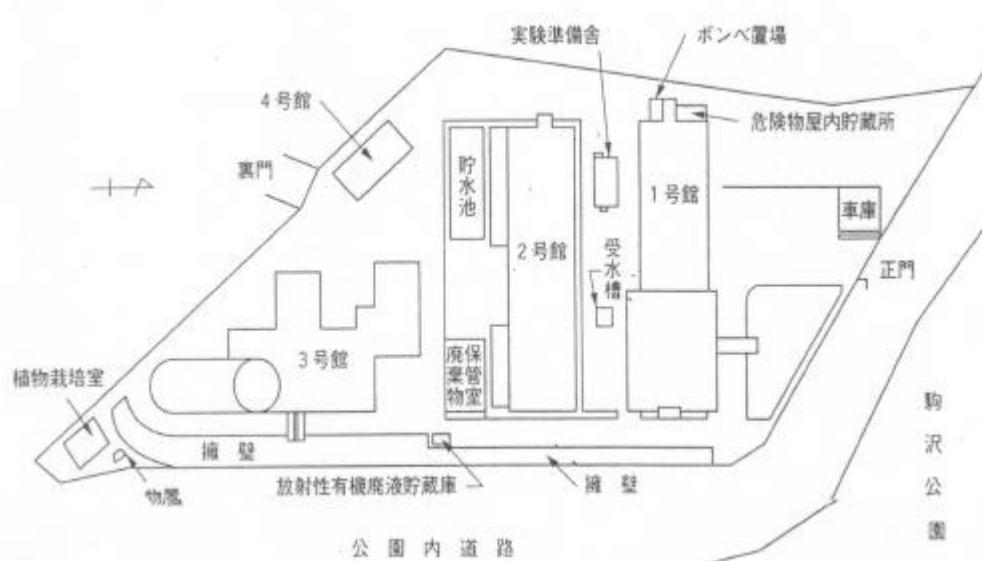 実験準備舎
ボンベ置場
4号館
危険物屋内貯蔵所
裏門
貯水池
1号館
車庫
2号館
受水槽
正門
3号館
廃棄物
保管室
植物栽培室
駒沢公園
擁壁
物置
放射性有機廃液貯蔵庫
擁壁
公園内道路